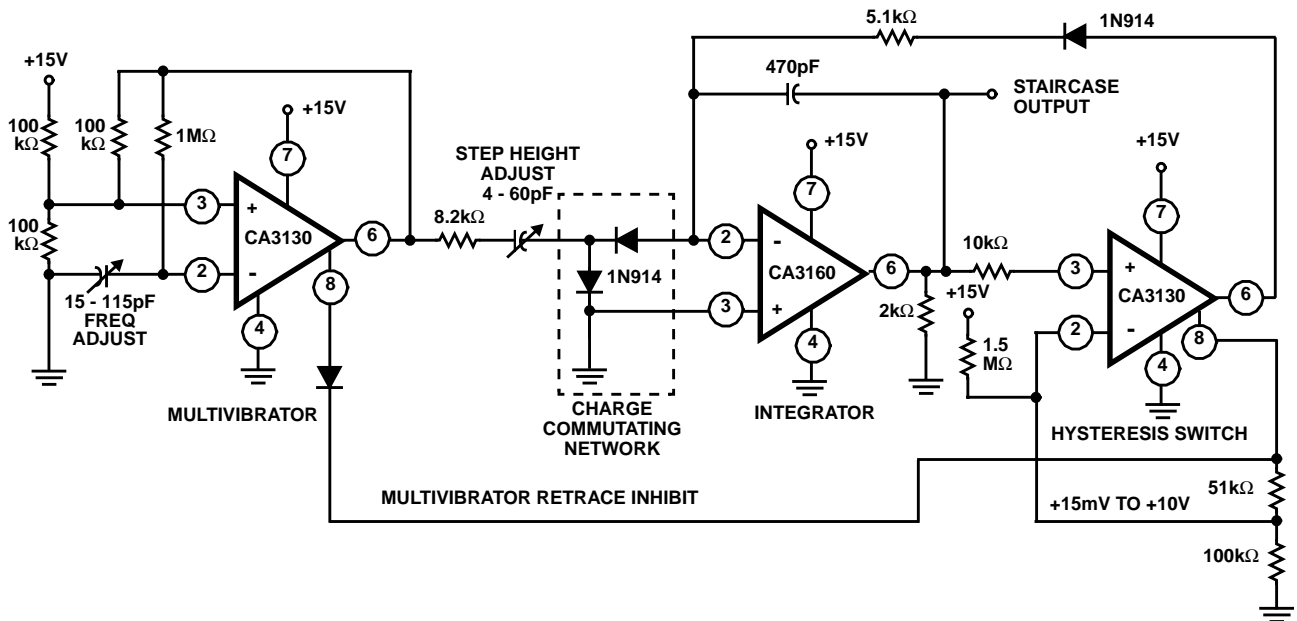 +15V
100
kΩ
100
kΩ
1MΩ
+15V
7
3
+
CA3130
6
100
kΩ
2
-
8
4
15 - 115pF
FREQ
ADJUST
MULTIVIBRATOR
STEP HEIGHT
ADJUST
4 - 60pF
8.2kΩ
1N914
CHARGE
COMMUTATING
NETWORK
5.1kΩ
1N914
470pF
STAIRCASE
OUTPUT
+15V
7
2
-
CA3160
6
3
+
4
2kΩ
INTEGRATOR
10kΩ
+15V
1.5
MΩ
+15V
7
3
+
CA3130
6
2
-
8
4
HYSTERESIS SWITCH
MULTIVIBRATOR RETRACE INHIBIT
+15mV TO +10V
51kΩ
100kΩ